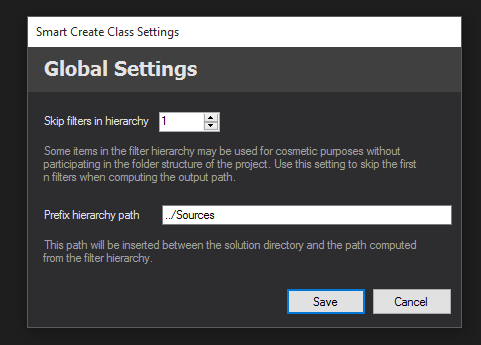 Smart Create Class Settings
Global Settings
Skip filters in hierarchy 1
Some items in the filter hierarchy may be used for cosmetic purposes without
participating in the folder structure of the project. Use this setting to skip the first
n filters when computing the output path.
Prefix hierarchy path ../Sources
This path will be inserted between the solution directory and the path computed
from the filter hierarchy.
Save Cancel